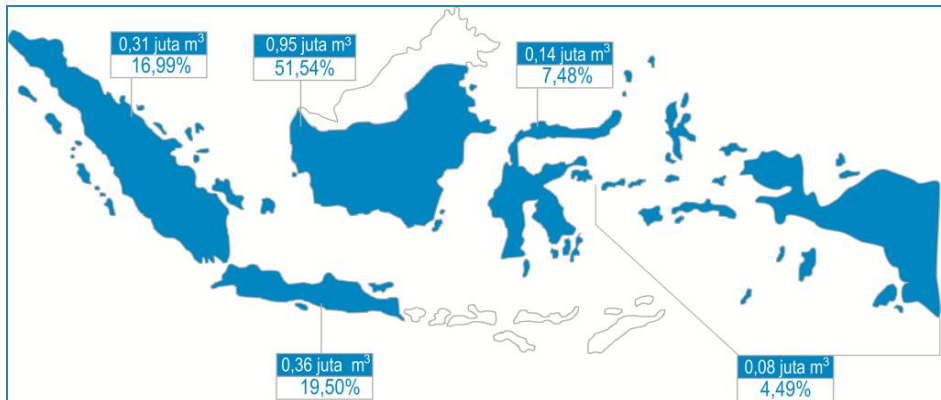 0,31 juta m³
16,99%
0,95 juta m³
51,54%
0,14 juta m³
7,48%
0,36 juta m³
19,50%
0,08 juta m³
4,49%